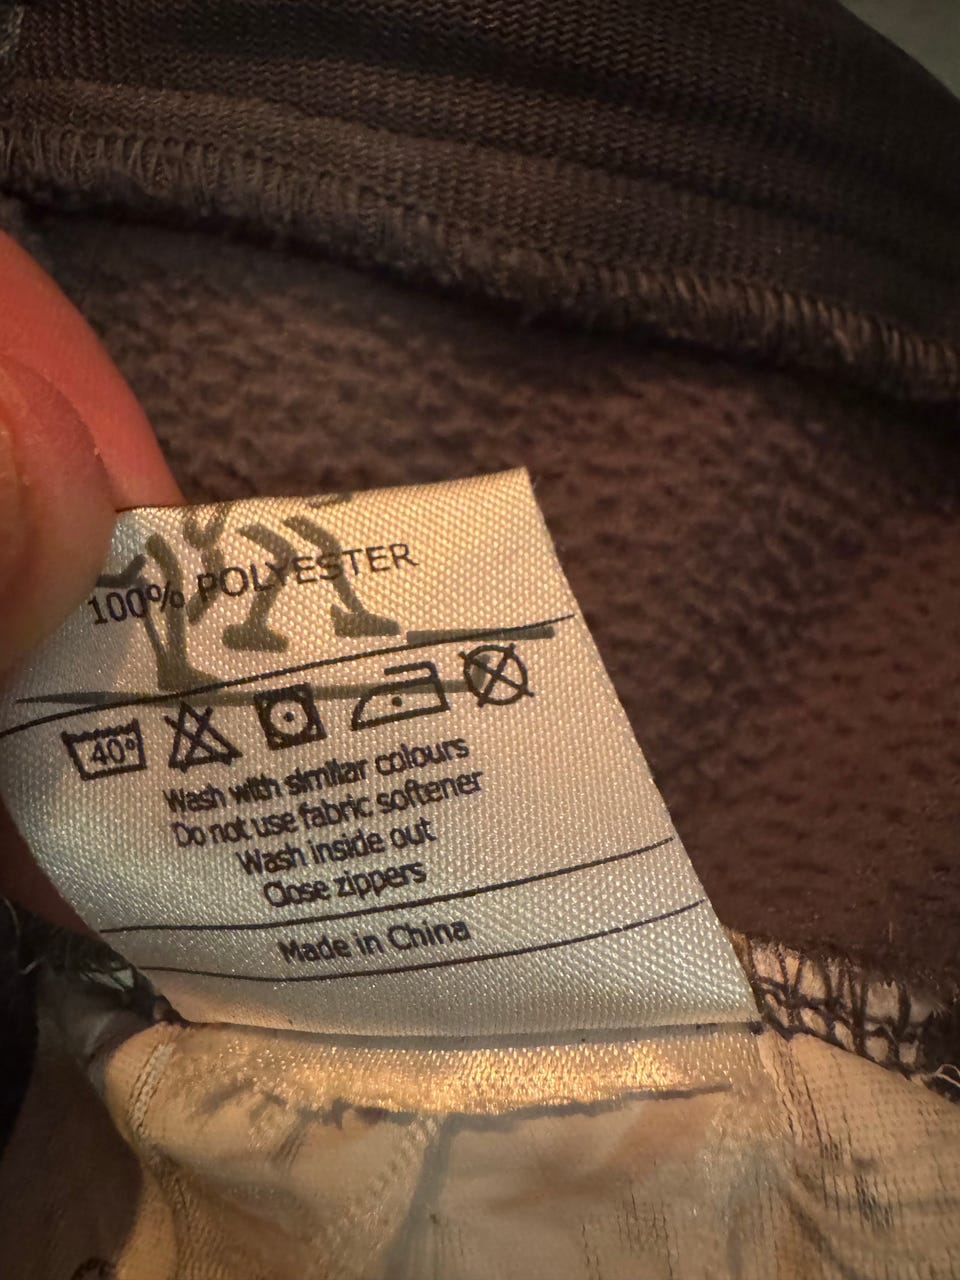 100% POLYESTER
40°
Wash with similar colours
Do not use fabric softener
Wash inside out
Close zippers
Made in China